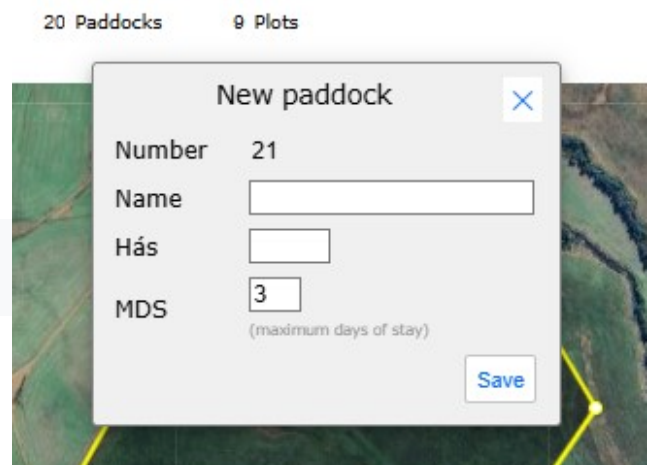 20 Paddocks 9 Plots
New paddock
Number 21
Name
Hás
MDS 3
(maximum days of stay)
Save